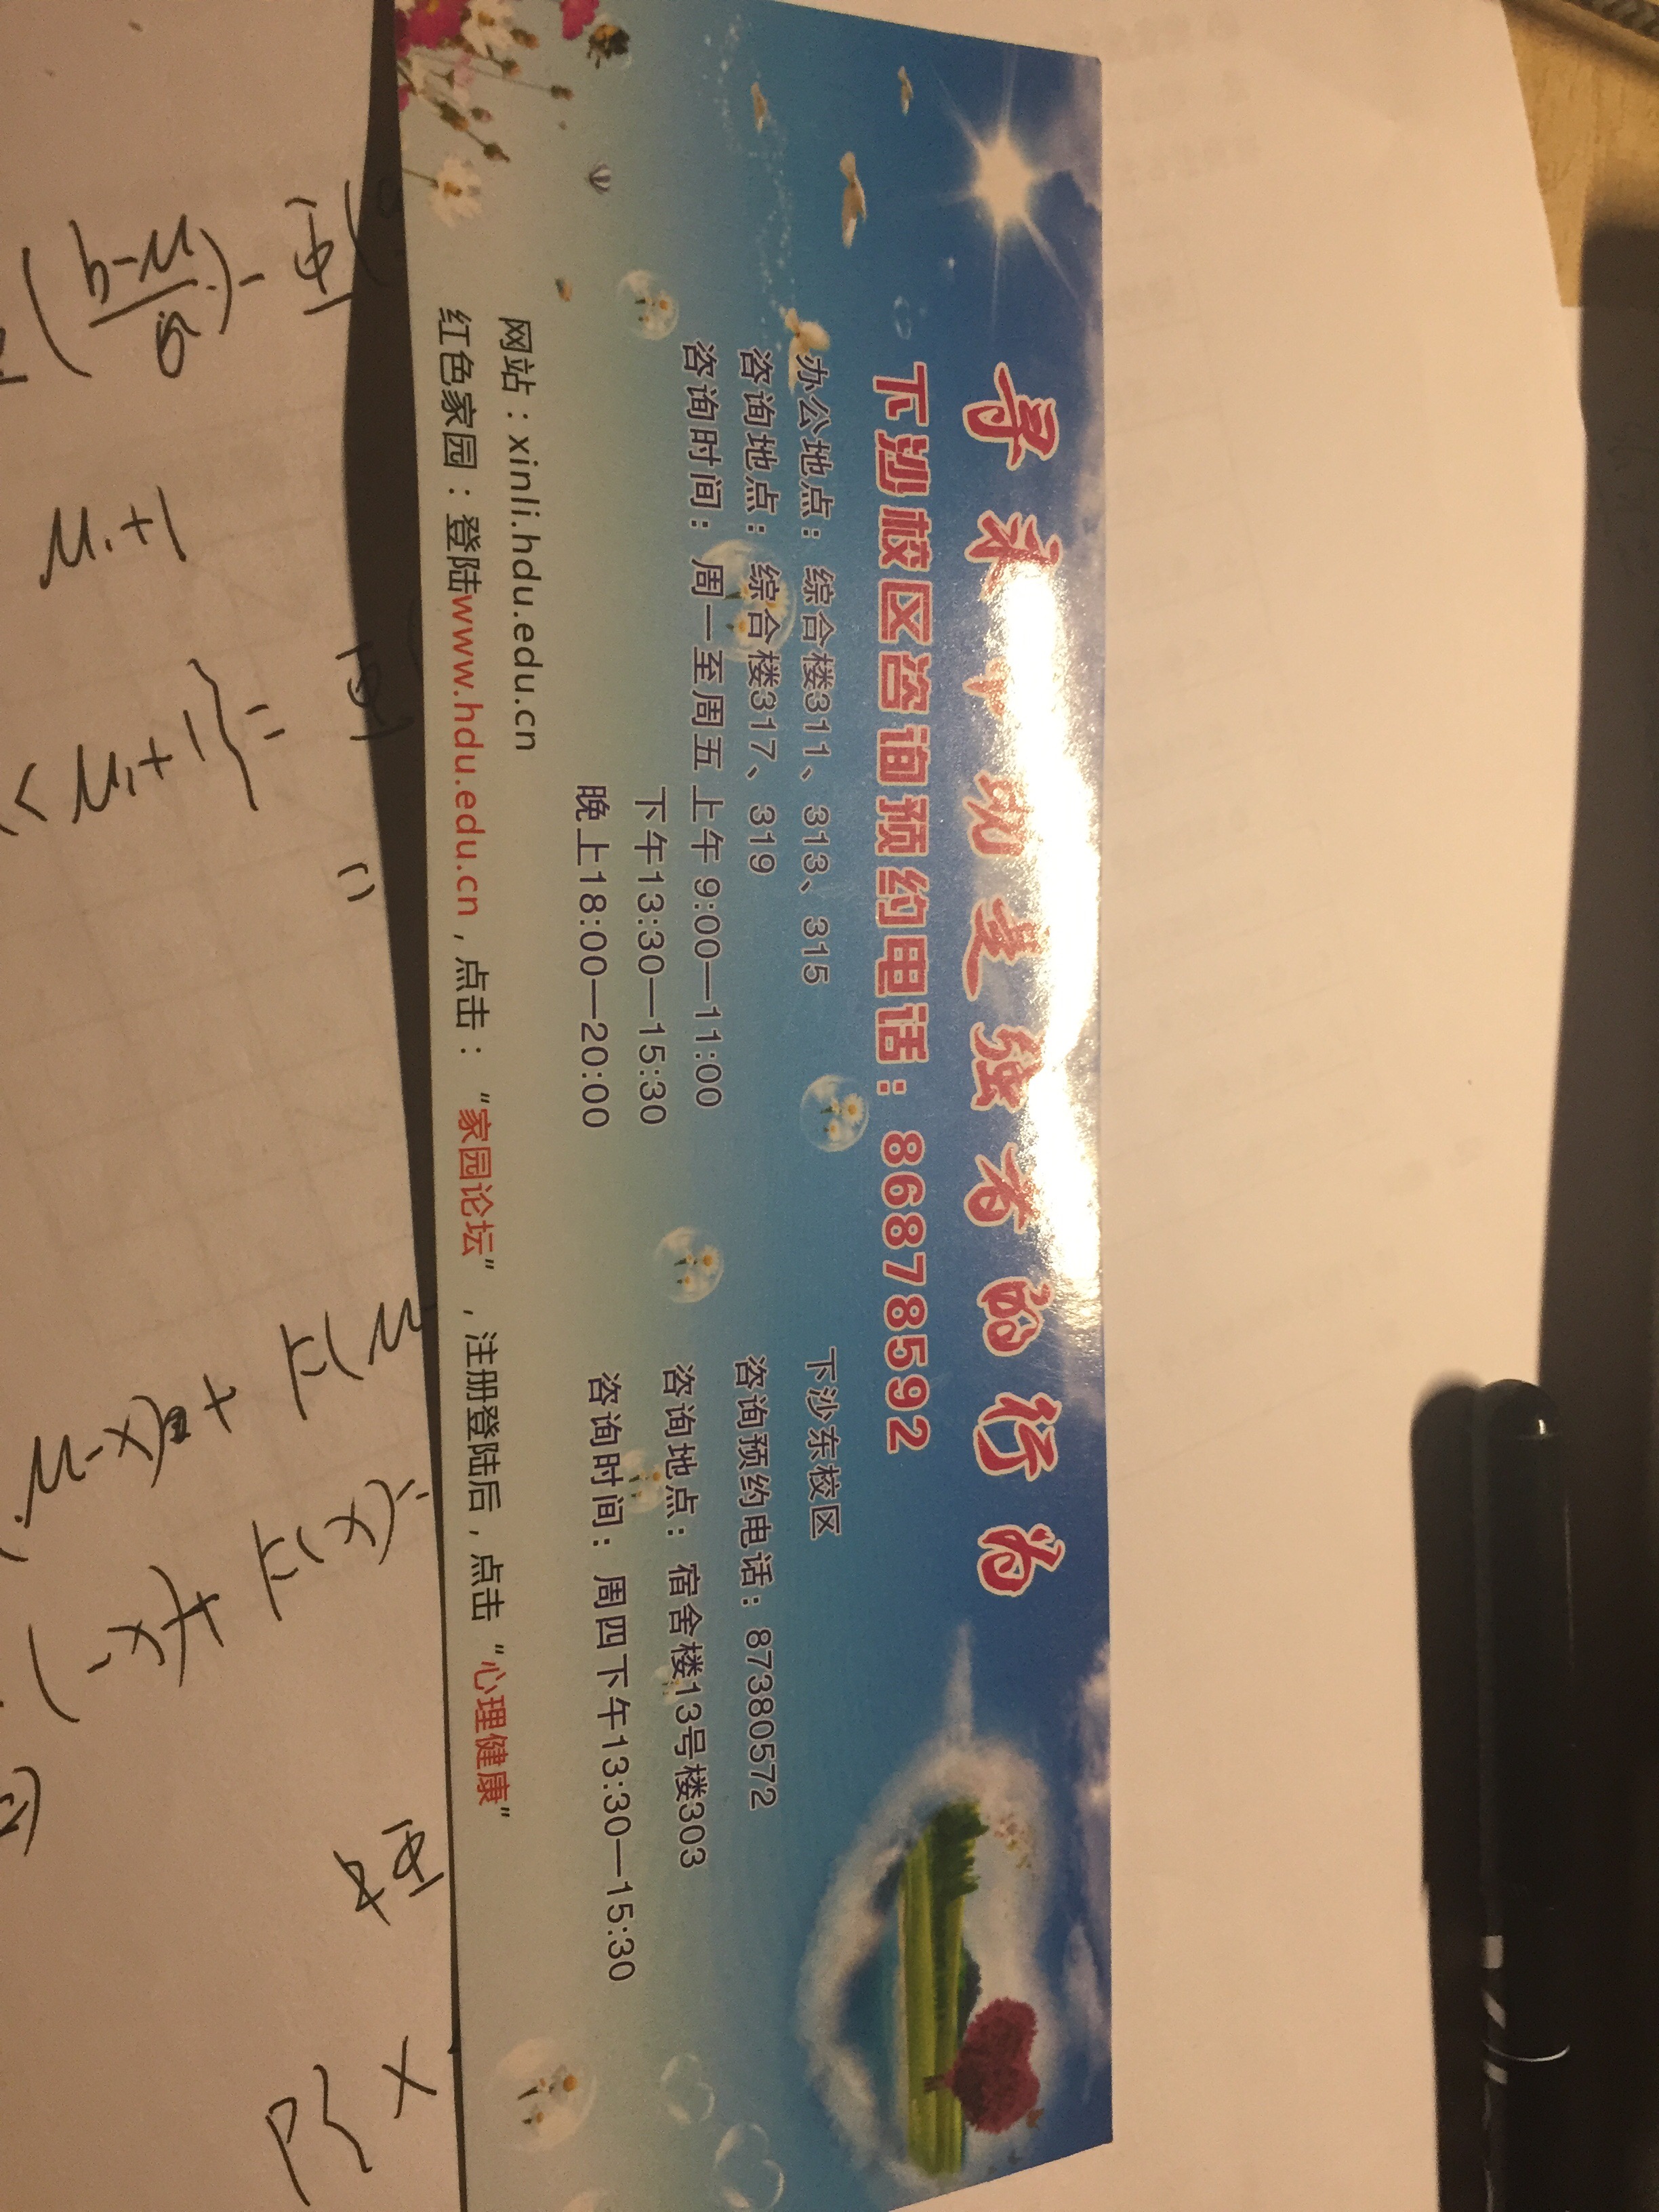 寻求帮助是强者的行为
下沙校区咨询预约电话：86878592
办公地点：综合楼311、313、315
咨询地点：综合楼317、319
咨询时间：周一至周五 上午 9:00—11:00
下午13:30—15:30
晚上18:00—20:00
下沙东校区
咨询预约电话：87380572
咨询地点：宿舍楼13号楼303
咨询时间：周四下午13:30—15:30
网站：xinli.hdu.edu.cn
红色家园：登陆www.hdu.edu.cn，点击：“家园论坛”，注册登陆后，点击“心理健康”